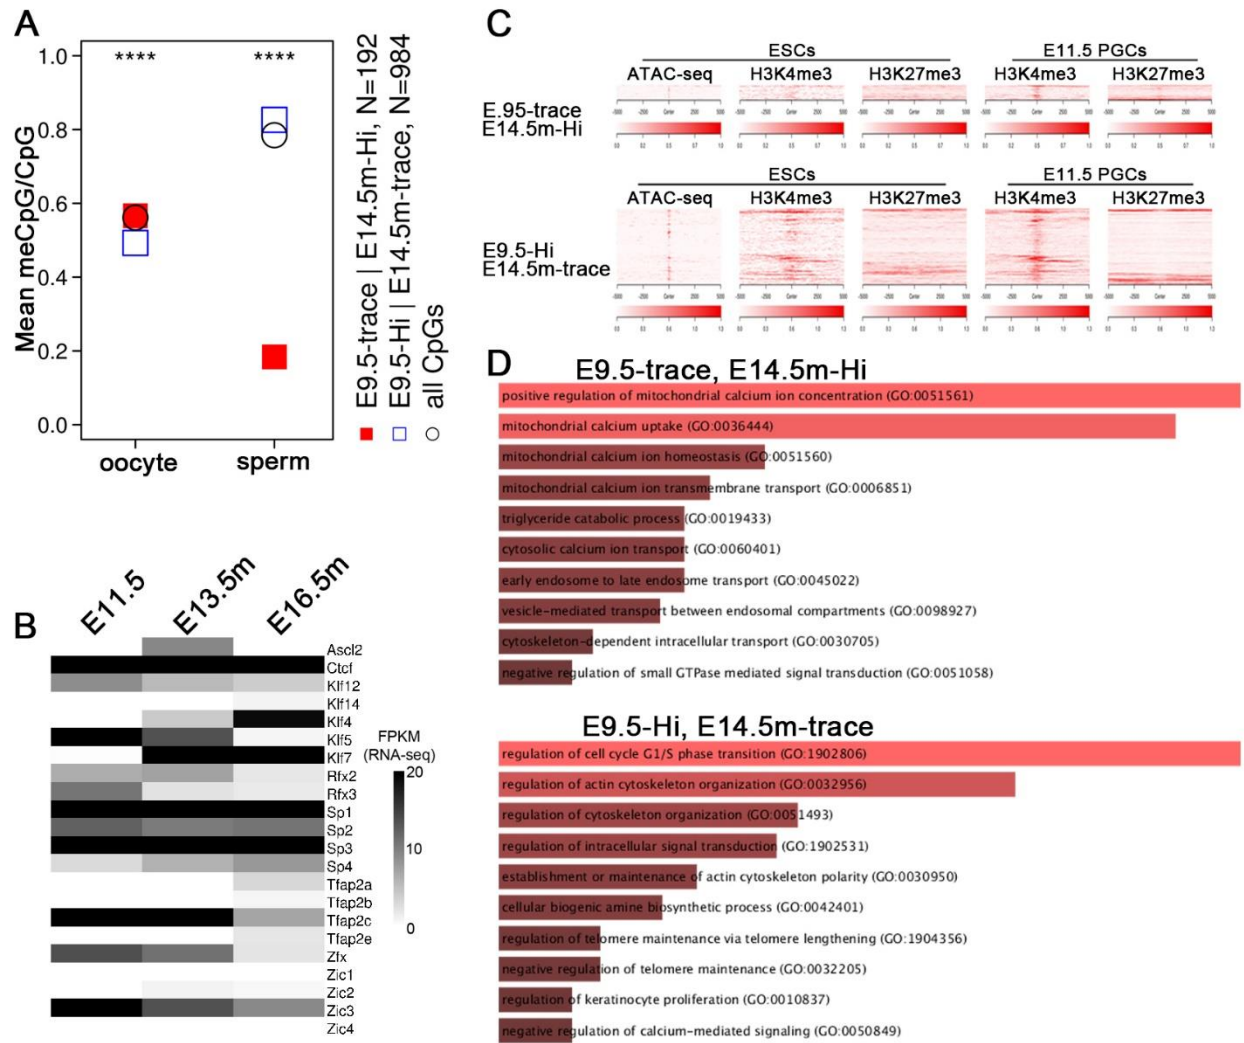 A
****
****
1.0
0.8
0.6
0.4
0.2
0.0
Mean meCpG/CpG
oocyte
sperm
E9.5-trace | E14.5m-Hi, N=192
E9.5-Hi | E14.5m-trace, N=984
all CpGs
B
E11.5
E13.5m
E16.5m
Ascl2
Ctcf
Klf12
Klf14
Klf4
Klf5
Klf7
Rfx2
Rfx3
Sp1
Sp2
Sp3
Sp4
Tfap2a
Tfap2b
Tfap2c
Tfap2e
Zfx
Zic1
Zic2
Zic3
Zic4
FPKM
(RNA-seq)
20
10
0
C
ESCs
E11.5 PGCs
ATAC-seq
H3K4me3
H3K27me3
H3K4me3
H3K27me3
E.95-trace
E14.5m-Hi
ESCs
E11.5 PGCs
ATAC-seq
H3K4me3
H3K27me3
H3K4me3
H3K27me3
E9.5-Hi
E14.5m-trace
D
E9.5-trace, E14.5m-Hi
positive regulation of mitochondrial calcium ion concentration (GO:0051561)
mitochondrial calcium uptake (GO:0036444)
mitochondrial calcium ion homeostasis (GO:0051560)
mitochondrial calcium ion transmembrane transport (GO:0006851)
triglyceride catabolic process (GO:0019433)
cytosolic calcium ion transport (GO:0060401)
early endosome to late endosome transport (GO:0045022)
vesicle-mediated transport between endosomal compartments (GO:0098927)
cytoskeleton-dependent intracellular transport (GO:0030705)
negative regulation of small GTPase mediated signal transduction (GO:0051058)
E9.5-Hi, E14.5m-trace
regulation of cell cycle G1/S phase transition (GO:1902806)
regulation of actin cytoskeleton organization (GO:0032956)
regulation of cytoskeleton organization (GO:0051493)
regulation of intracellular signal transduction (GO:1902531)
establishment or maintenance of actin cytoskeleton polarity (GO:0030950)
cellular biogenic amine biosynthetic process (GO:0042401)
regulation of telomere maintenance via telomere lengthening (GO:1904356)
negative regulation of telomere maintenance (GO:0032205)
regulation of keratinocyte proliferation (GO:0010837)
negative regulation of calcium-mediated signaling (GO:0050849)